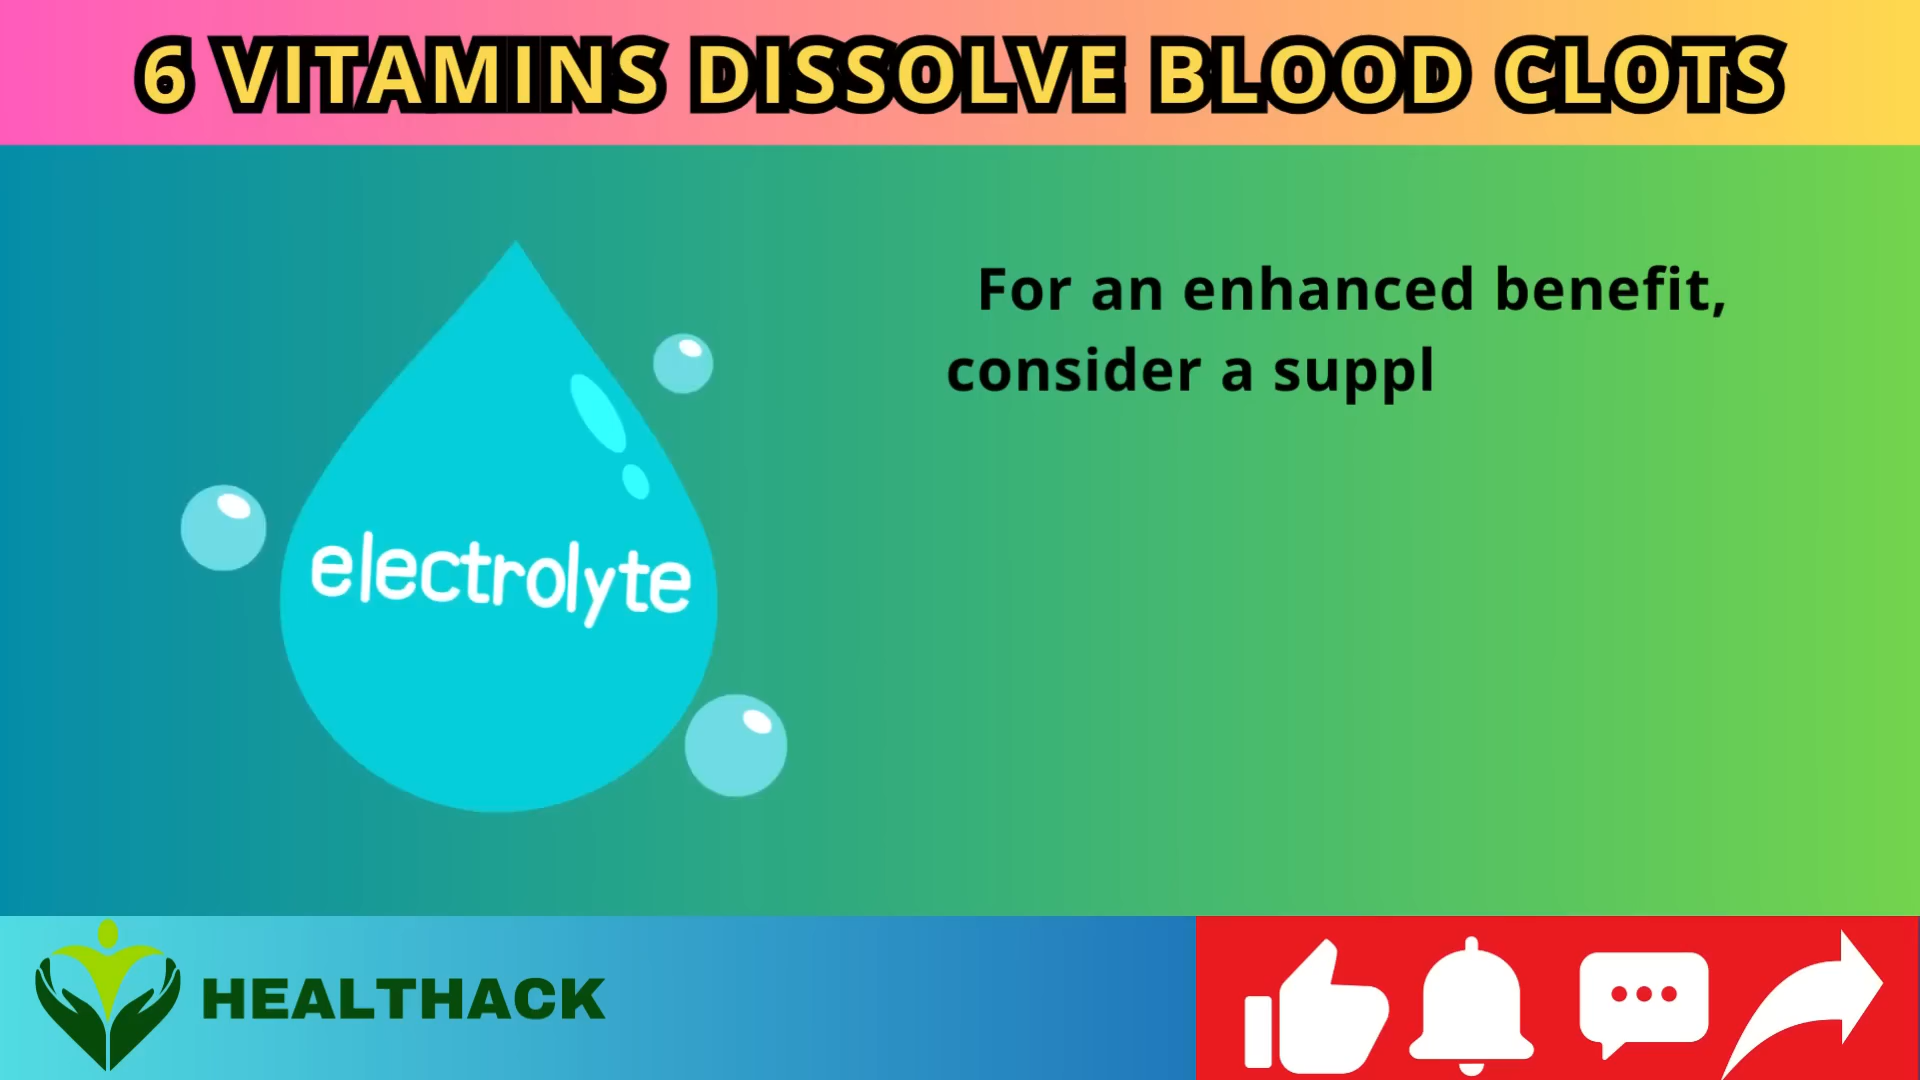 6 VITAMINS DISSOLVE BLOOD CLOTS
For an enhanced benefit,
consider a suppl
electrolyte
HEALTHACK